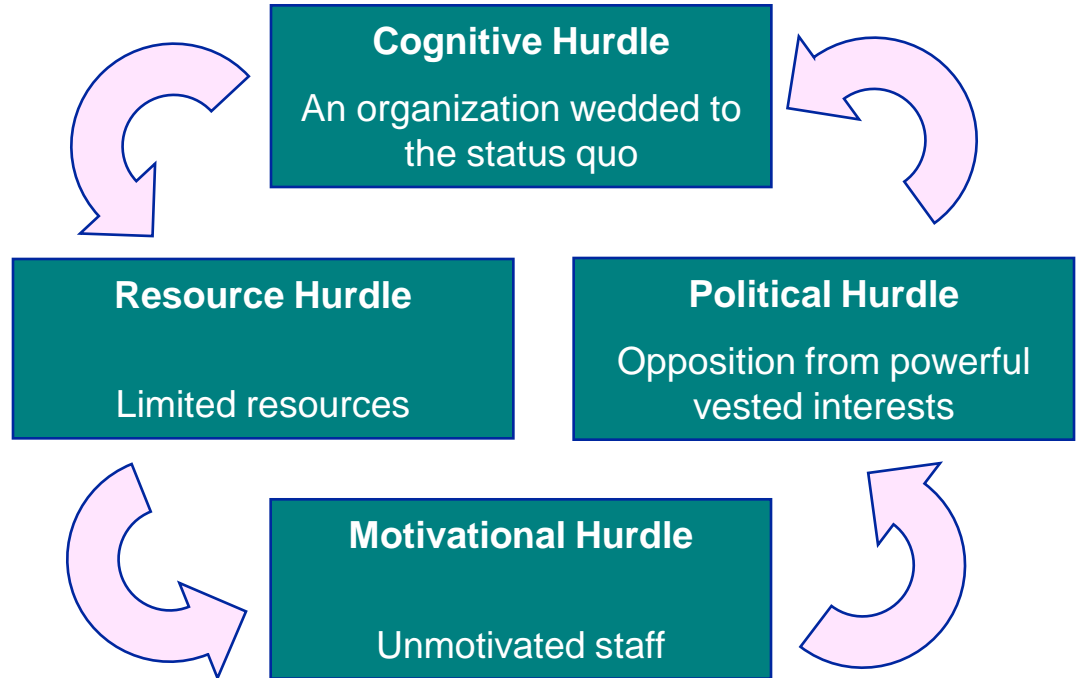 Cognitive Hurdle
An organization wedded to
the status quo
Resource Hurdle
Limited resources
Political Hurdle
Opposition from powerful
vested interests
Motivational Hurdle
Unmotivated staff